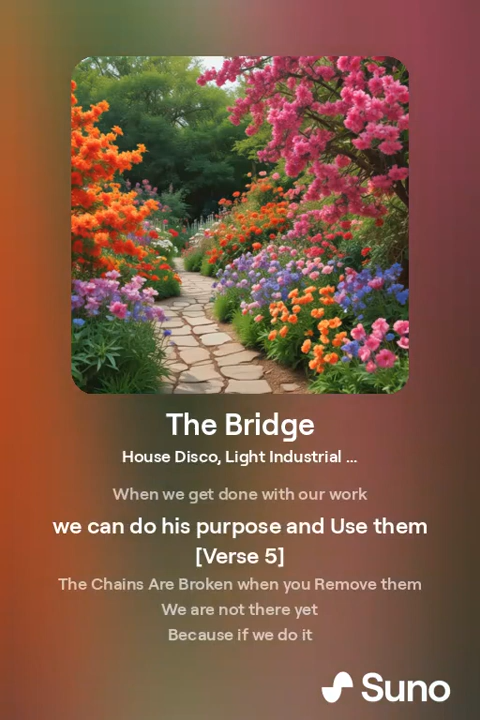 The Bridge
House Disco, Light Industrial ...
When we get done with our work
we can do his purpose and Use them
[Verse 5]
The Chains Are Broken when you Remove them
We are not there yet
Because if we do it
Suno